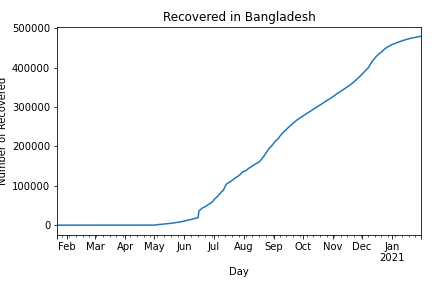 Recovered in Bangladesh
Number of Recovered
500000
400000
300000
200000
100000
0
Feb Mar Apr May Jun Jul Aug Sep Oct Nov Dec Jan
2021
Day